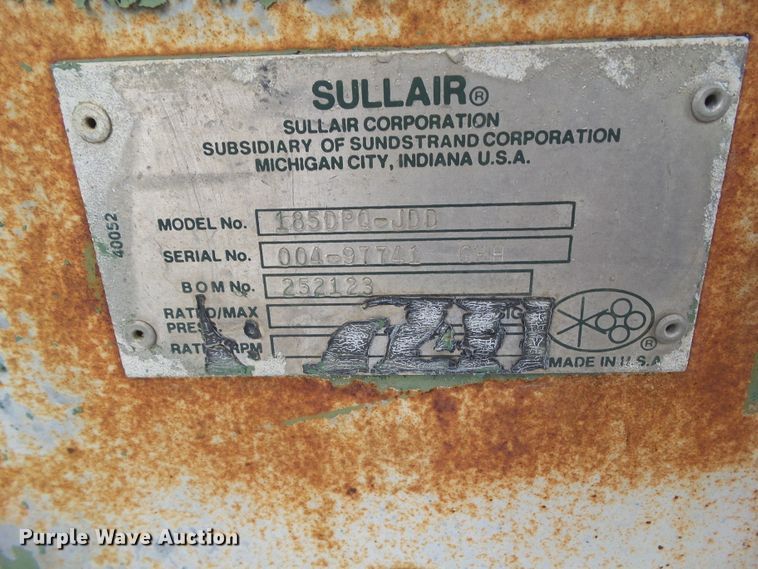 SULLAIR®
SULLAIR CORPORATION
SUBSIDIARY OF SUNDSTRAND CORPORATION
MICHIGAN CITY, INDIANA U.S.A.
40052
MODEL No. 185DPQ-JDD
SERIAL No. 004-97741
BOM No. 252123
RATED/MAX
PRESS.
RATED RPM
®
MADE IN U.S.A
Purple Wave Auction